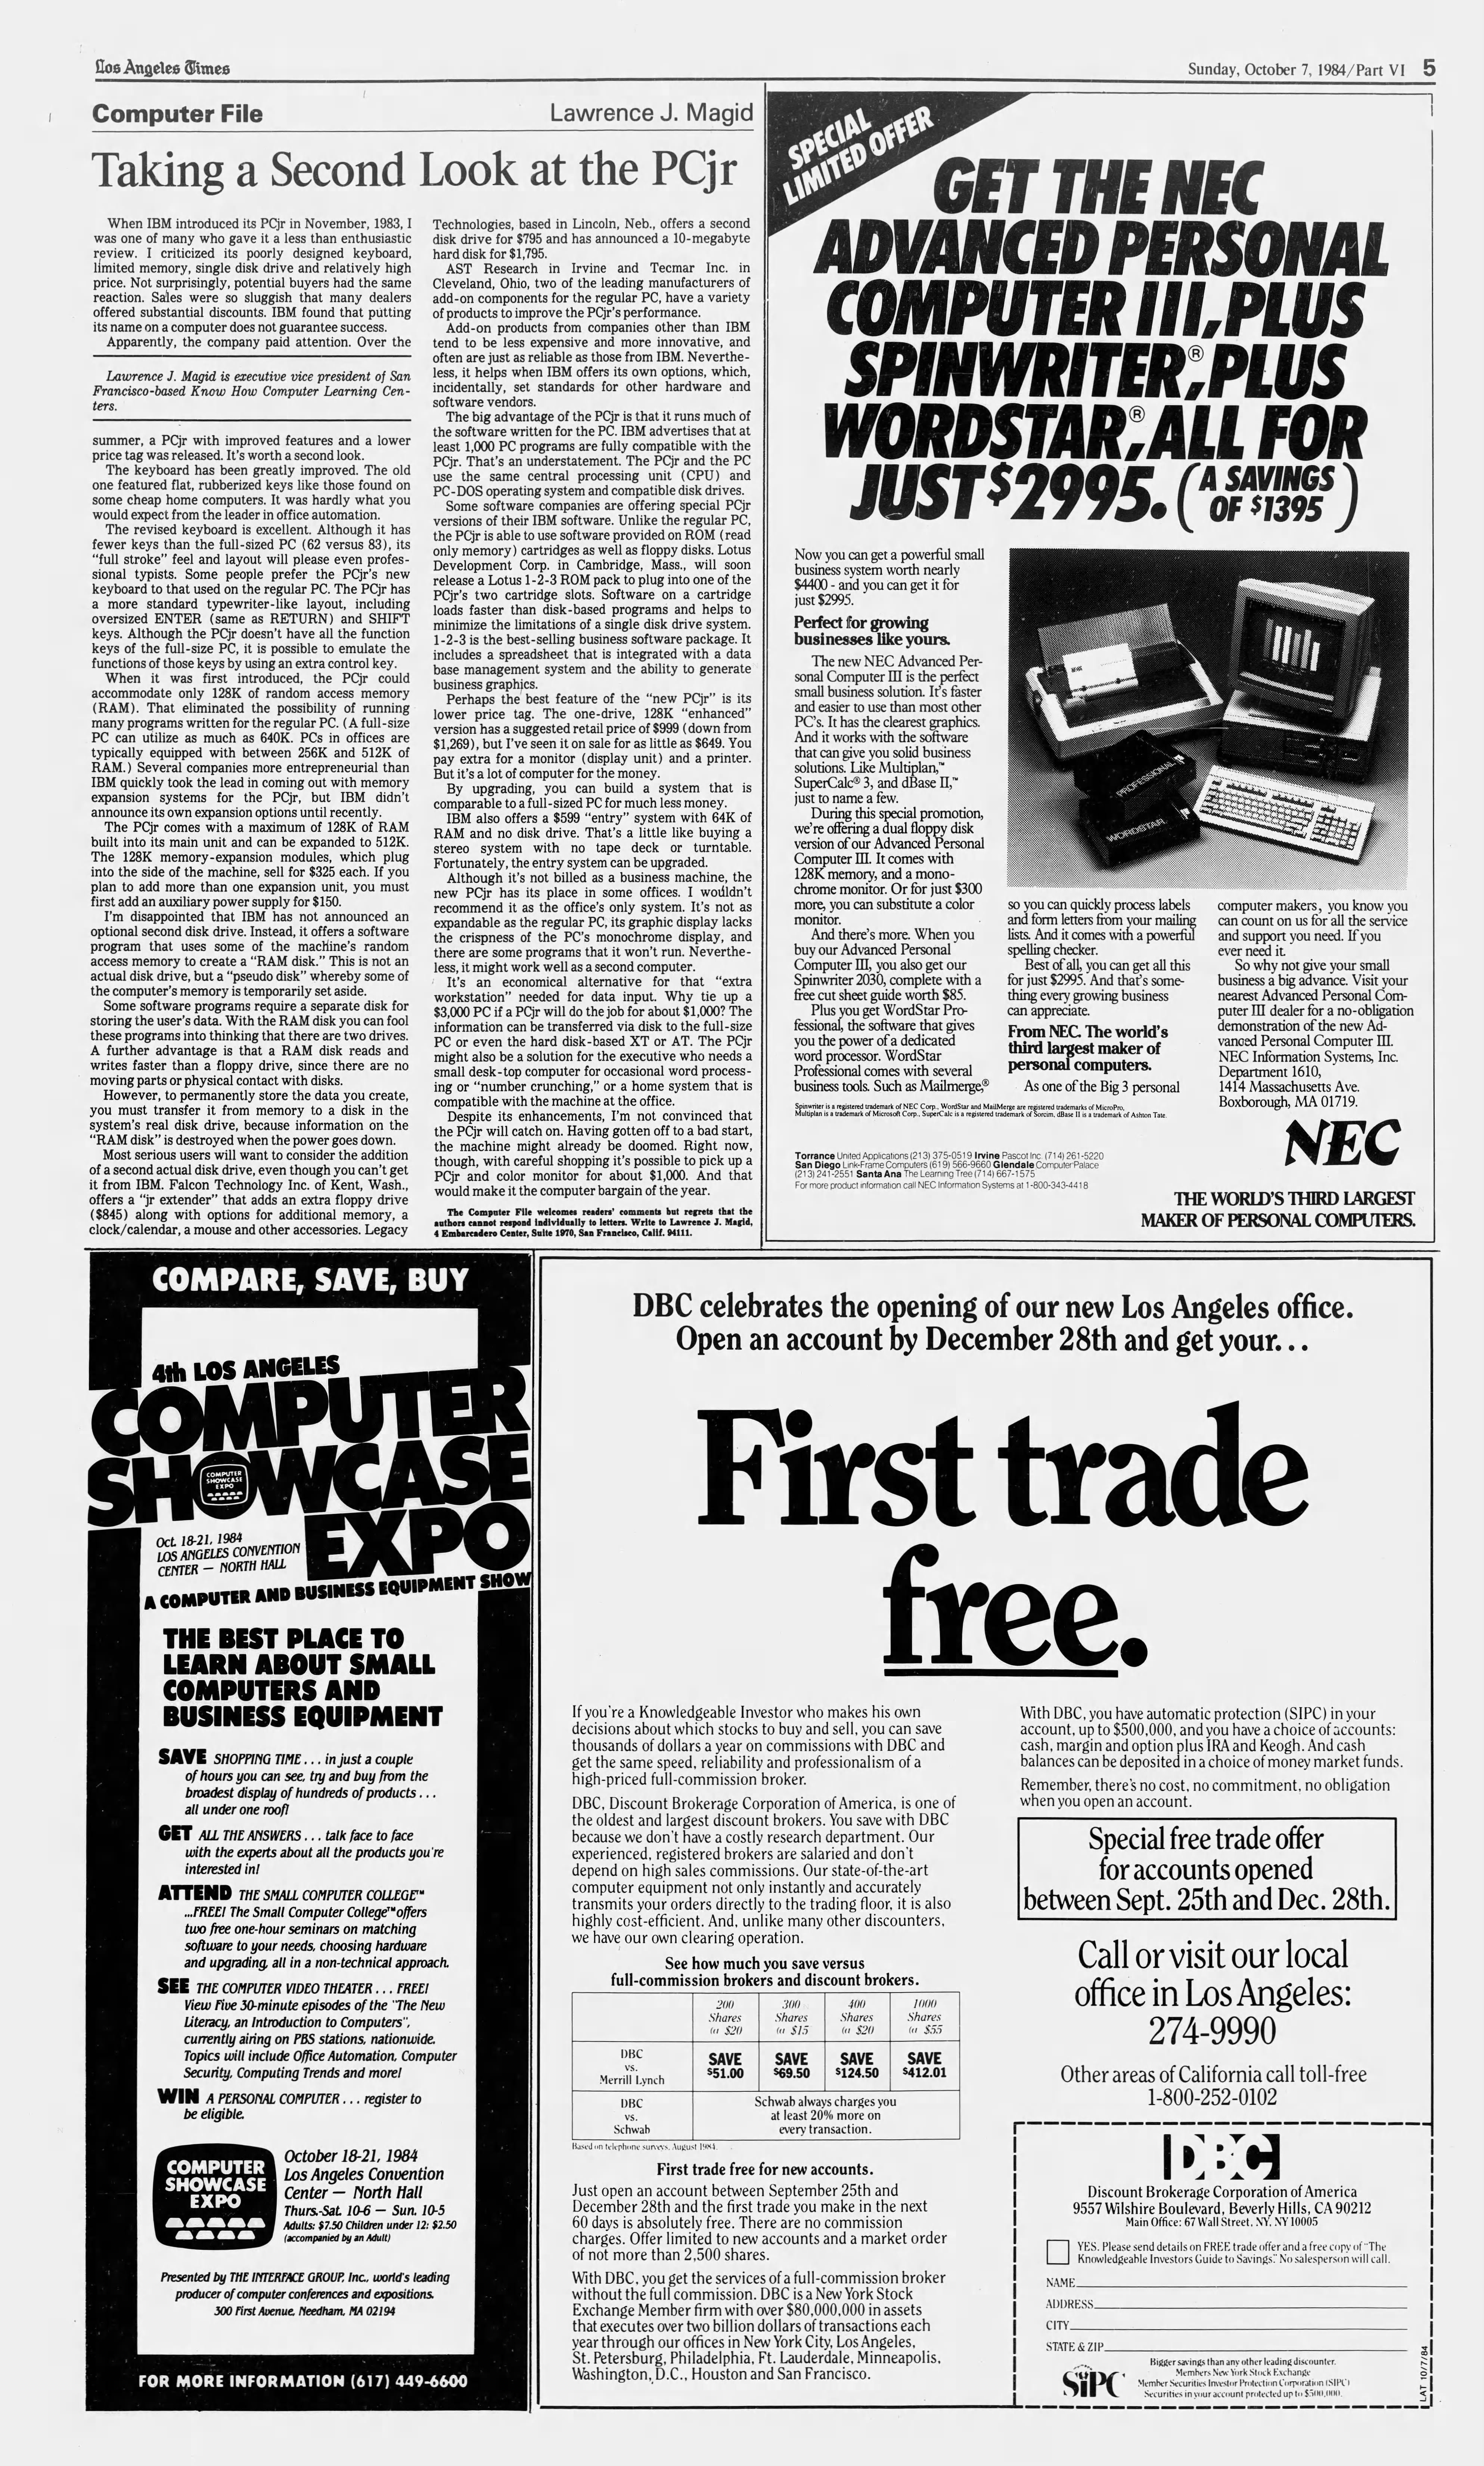 Los Angeles Times
Sunday, October 7, 1984/Part VI 5
Computer File
Lawrence J. Magid
Taking a Second Look at the PCjr
When IBM introduced its PCjr in November, 1983, I
was one of many who gave it a less than enthusiastic
review. I criticized its poorly designed keyboard,
limited memory, single disk drive and relatively high
price. Not surprisingly, potential buyers had the same
reaction. Sales were so sluggish that many dealers
offered substantial discounts. IBM found that putting
its name on a computer does not guarantee success.
Apparently, the company paid attention. Over the
Lawrence J. Magid is executive vice president of San
Francisco-based Know How Computer Learning Cen-
ters.
summer, a PCjr with improved features and a lower
price tag was released. It's worth a second look.
The keyboard has been greatly improved. The old
one featured flat, rubberized keys like those found on
some cheap home computers. It was hardly what you
would expect from the leader in office automation.
The revised keyboard is excellent. Although it has
fewer keys than the full-sized PC (62 versus 83), its
"full stroke" feel and layout will please even profes-
sional typists. Some people prefer the PCjr's new
keyboard to that used on the regular PC. The PCjr has
a more standard typewriter-like layout, including
oversized ENTER (same as RETURN) and SHIFT
keys. Although the PCjr doesn't have all the function
keys of the full-size PC, it is possible to emulate the
functions of those keys by using an extra control key.
When it was first introduced, the PCjr could
accommodate only 128K of random access memory
(RAM). That eliminated the possibility of running
many programs written for the regular PC. (A full-size
PC can utilize as much as 640K. PCs in offices are
typically equipped with between 256K and 512K of
RAM.) Several companies more entrepreneurial than
IBM quickly took the lead in coming out with memory
expansion systems for the PCjr, but IBM didn't
announce its own expansion options until recently.
The PCjr comes with a maximum of 128K of RAM
built into its main unit and can be expanded to 512K.
The 128K memory-expansion modules, which plug
into the side of the machine, sell for $325 each. If you
plan to add more than one expansion unit, you must
first add an auxiliary power supply for $150.
I'm disappointed that IBM has not announced an
optional second disk drive. Instead, it offers a software
program that uses some of the machine's random
access memory to create a "RAM disk." This is not an
actual disk drive, but a "pseudo disk" whereby some of
the computer's memory is temporarily set aside.
Some software programs require a separate disk for
storing the user's data. With the RAM disk you can fool
these programs into thinking that there are two drives.
A further advantage is that a RAM disk reads and
writes faster than a floppy drive, since there are no
moving parts or physical contact with disks.
However, to permanently store the data you create,
you must transfer it from memory to a disk in the
system's real disk drive, because information on the
"RAM disk" is destroyed when the power goes down.
Most serious users will want to consider the addition
of a second actual disk drive, even though you can't get
it from IBM. Falcon Technology Inc. of Kent, Wash.,
offers a "jr extender" that adds an extra floppy drive
($845) along with options for additional memory, a
clock/calendar, a mouse and other accessories. Legacy
Technologies, based in Lincoln, Neb., offers a second
disk drive for $795 and has announced a 10-megabyte
hard disk for $1,795.
AST Research in Irvine and Tecmar Inc. in
Cleveland, Ohio, two of the leading manufacturers of
add-on components for the regular PC, have a variety
of products to improve the PCjr's performance.
Add-on products from companies other than IBM
tend to be less expensive and more innovative, and
often are just as reliable as those from IBM. Neverthe-
less, it helps when IBM offers its own options, which,
incidentally, set standards for other hardware and
software vendors.
The big advantage of the PCjr is that it runs much of
the software written for the PC. IBM advertises that at
least 1,000 PC programs are fully compatible with the
PCjr. That's an understatement. The PCjr and the PC
use the same central processing unit (CPU) and
PC-DOS operating system and compatible disk drives.
Some software companies are offering special PCjr
versions of their IBM software. Unlike the regular PC,
the PCjr is able to use software provided on ROM (read
only memory) cartridges as well as floppy disks. Lotus
Development Corp. in Cambridge, Mass., will soon
release a Lotus 1-2-3 ROM pack to plug into one of the
PCjr's two cartridge slots. Software on a cartridge
loads faster than disk-based programs and helps to
minimize the limitations of a single disk drive system.
1-2-3 is the best-selling business software package. It
includes a spreadsheet that is integrated with a data
base management system and the ability to generate
business graphics.
Perhaps the best feature of the "new PCjr" is its
lower price tag. The one-drive, 128K "enhanced"
version has a suggested retail price of $999 (down from
$1,269), but I've seen it on sale for as little as $649. You
pay extra for a monitor (display unit) and a printer.
But it's a lot of computer for the money.
By upgrading, you can build a system that is
comparable to a full-sized PC for much less money.
IBM also offers a $599 "entry" system with 64K of
RAM and no disk drive. That's a little like buying a
stereo system with no tape deck or turntable.
Fortunately, the entry system can be upgraded.
Although it's not billed as a business machine, the
new PCjr has its place in some offices. I wouldn't
recommend it as the office's only system. It's not as
expandable as the regular PC, its graphic display lacks
the crispness of the PC's monochrome display, and
there are some programs that it won't run. Neverthe-
less, it might work well as a second computer.
It's an economical alternative for that "extra
workstation" needed for data input. Why tie up a
$3,000 PC if a PCjr will do the job for about $1,000? The
information can be transferred via disk to the full-size
PC or even the hard disk-based XT or AT. The PCjr
might also be a solution for the executive who needs a
small desk-top computer for occasional word process-
ing or "number crunching," or a home system that is
compatible with the machine at the office.
Despite its enhancements, I'm not convinced that
the PCjr will catch on. Having gotten off to a bad start,
the machine might already be doomed. Right now,
though, with careful shopping it's possible to pick up a
PCjr and color monitor for about $1,000. And that
would make it the computer bargain of the year.
The Computer File welcomes readers' comments but regrets that the
authors cannot respond individually to letters. Write to Lawrence J. Magid,
4 Embarcadero Center, Suite 1970, San Francisco, Calif. 94111.
SPECIAL
LIMITED OFFER
GET THE NEC
ADVANCED PERSONAL
COMPUTER III, PLUS
SPINWRITER,® PLUS
WORDSTAR,® ALL FOR
JUST $2995. (A SAVINGS
OF $1395)
Now you can get a powerful small
business system worth nearly
$4400 - and you can get it for
just $2995.
Perfect for growing
businesses like yours.
The new NEC Advanced Per-
sonal Computer III is the perfect
small business solution. It's faster
and easier to use than most other
PC's. It has the clearest graphics.
And it works with the software
that can give you solid business
solutions. Like Multiplan,™
SuperCalc® 3, and dBase II,™
just to name a few.
During this special promotion,
we're offering a dual floppy disk
version of our Advanced Personal
Computer III. It comes with
128K memory, and a mono-
chrome monitor. Or for just $300
more, you can substitute a color
monitor.
And there's more. When you
buy our Advanced Personal
Computer III, you also get our
Spinwriter 2030, complete with a
free cut sheet guide worth $85.
Plus you get WordStar Pro-
fessional, the software that gives
you the power of a dedicated
word processor. WordStar
Professional comes with several
business tools. Such as Mailmerge,®
PROFESSIONAL
WORDSTAR
so you can quickly process labels
and form letters from your mailing
lists. And it comes with a powerful
spelling checker.
Best of all, you can get all this
for just $2995. And that's some-
thing every growing business
can appreciate.
From NEC. The world's
third largest maker of
personal computers.
As one of the Big 3 personal
computer makers, you know you
can count on us for all the service
and support you need. If you
ever need it.
So why not give your small
business a big advance. Visit your
nearest Advanced Personal Com-
puter III dealer for a no-obligation
demonstration of the new Ad-
vanced Personal Computer III.
NEC Information Systems, Inc.
Department 1610,
1414 Massachusetts Ave.
Boxborough, MA 01719.
Spinwriter is a registered trademark of NEC Corp., WordStar and MailMerge are registered trademarks of MicroPro,
Multiplan is a trademark of Microsoft Corp., SuperCalc is a registered trademark of Sorcim, dBase II is a trademark of Ashton Tate.
Torrance United Applications (213) 375-0519 Irvine Pascot Inc. (714) 261-5220
San Diego Link-Frame Computers (619) 566-9660 Glendale ComputerPalace
(213) 241-2551 Santa Ana The Learning Tree (714) 667-1575
For more product information call NEC Information Systems at 1-800-343-4418
NEC
THE WORLD'S THIRD LARGEST
MAKER OF PERSONAL COMPUTERS.
COMPARE, SAVE, BUY
4th LOS ANGELES
COMPUTER
SHOWCASE
COMPUTER
SHOWCASE
EXPO
EXPO
Oct. 18-21, 1984
LOS ANGELES CONVENTION
CENTER — NORTH HALL
A COMPUTER AND BUSINESS EQUIPMENT SHOW
THE BEST PLACE TO
LEARN ABOUT SMALL
COMPUTERS AND
BUSINESS EQUIPMENT
SAVE SHOPPING TIME . . . in just a couple
of hours you can see, try and buy from the
broadest display of hundreds of products . . .
all under one roof!
GET ALL THE ANSWERS . . . talk face to face
with the experts about all the products you're
interested in!
ATTEND THE SMALL COMPUTER COLLEGE™
...FREE! The Small Computer College™ offers
two free one-hour seminars on matching
software to your needs, choosing hardware
and upgrading, all in a non-technical approach.
SEE THE COMPUTER VIDEO THEATER . . . FREE!
View Five 30-minute episodes of the "The New
Literacy, an Introduction to Computers",
currently airing on PBS stations, nationwide.
Topics will include Office Automation, Computer
Security, Computing Trends and more!
WIN A PERSONAL COMPUTER . . . register to
be eligible.
COMPUTER
SHOWCASE
EXPO
October 18-21, 1984
Los Angeles Convention
Center — North Hall
Thurs.-Sat. 10-6 — Sun. 10-5
Adults: $7.50 Children under 12: $2.50
(accompanied by an Adult)
Presented by THE INTERFACE GROUP, Inc., world's leading
producer of computer conferences and expositions.
300 First Avenue, Needham, MA 02194
FOR MORE INFORMATION (617) 449-6600
DBC celebrates the opening of our new Los Angeles office.
Open an account by December 28th and get your...
First trade
free.
If you're a Knowledgeable Investor who makes his own
decisions about which stocks to buy and sell, you can save
thousands of dollars a year on commissions with DBC and
get the same speed, reliability and professionalism of a
high-priced full-commission broker.
DBC, Discount Brokerage Corporation of America, is one of
the oldest and largest discount brokers. You save with DBC
because we don't have a costly research department. Our
experienced, registered brokers are salaried and don't
depend on high sales commissions. Our state-of-the-art
computer equipment not only instantly and accurately
transmits your orders directly to the trading floor, it is also
highly cost-efficient. And, unlike many other discounters,
we have our own clearing operation.
See how much you save versus
full-commission brokers and discount brokers.
200 Shares @ $20
300 Shares @ $15
400 Shares @ $20
1000 Shares @ $55
DBC vs. Merrill Lynch
SAVE $51.00
SAVE $69.50
SAVE $124.50
SAVE $412.01
DBC vs. Schwab
Schwab always charges you
at least 20% more on
every transaction.
Based on telephone surveys, August 1984.
First trade free for new accounts.
Just open an account between September 25th and
December 28th and the first trade you make in the next
60 days is absolutely free. There are no commission
charges. Offer limited to new accounts and a market order
of not more than 2,500 shares.
With DBC, you get the services of a full-commission broker
without the full commission. DBC is a New York Stock
Exchange Member firm with over $80,000,000 in assets
that executes over two billion dollars of transactions each
year through our offices in New York City, Los Angeles,
St. Petersburg, Philadelphia, Ft. Lauderdale, Minneapolis,
Washington, D.C., Houston and San Francisco.
With DBC, you have automatic protection (SIPC) in your
account, up to $500,000, and you have a choice of accounts:
cash, margin and option plus IRA and Keogh. And cash
balances can be deposited in a choice of money market funds.
Remember, there's no cost, no commitment, no obligation
when you open an account.
Special free trade offer
for accounts opened
between Sept. 25th and Dec. 28th.
Call or visit our local
office in Los Angeles:
274-9990
Other areas of California call toll-free
1-800-252-0102
DBC
Discount Brokerage Corporation of America
9557 Wilshire Boulevard, Beverly Hills, CA 90212
Main Office: 67 Wall Street, NY, NY 10005
YES. Please send details on FREE trade offer and a free copy of "The
Knowledgeable Investors Guide to Savings." No salesperson will call.
NAME
ADDRESS
CITY
STATE & ZIP
SIPC
Bigger savings than any other leading discounter.
Members New York Stock Exchange
Member Securities Investor Protection Corporation (SIPC)
Securities in your account protected up to $500,000.
LAT 10/7/84